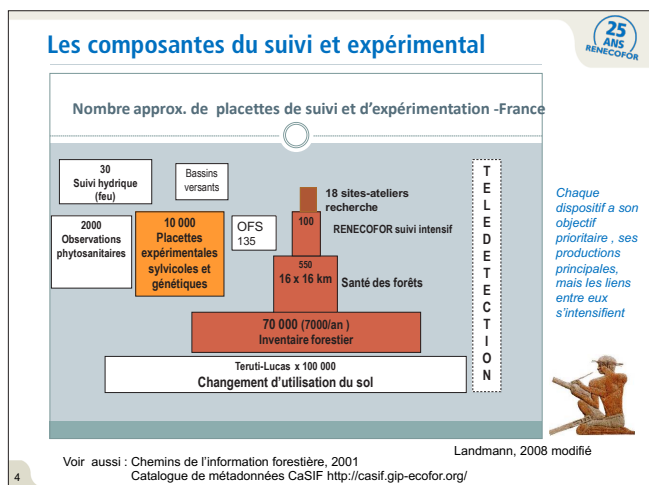 Les composantes du suivi et expérimental
25
ANS
RENECOFOR
Nombre approx. de placettes de suivi et d'expérimentation -France
30
Suivi hydrique
(feu)
Bassins
versants
2000
Observations
phytosanitaires
10 000
Placettes
expérimentales
sylvicoles et
génétiques
OFS
135
18 sites-ateliers
recherche
100
RENECOFOR suivi intensif
550
16 x 16 km
Santé des forêts
70 000 (7000/an )
Inventaire forestier
Teruti-Lucas x 100 000
Changement d'utilisation du sol
T
E
L
E
D
E
T
E
C
T
I
O
N
Chaque
dispositif a son
objectif
prioritaire , ses
productions
principales,
mais les liens
entre eux
s'intensifient
Landmann, 2008 modifié
Voir aussi : Chemins de l'information forestière, 2001
Catalogue de métadonnées CaSIF http://casif.gip-ecofor.org/
4